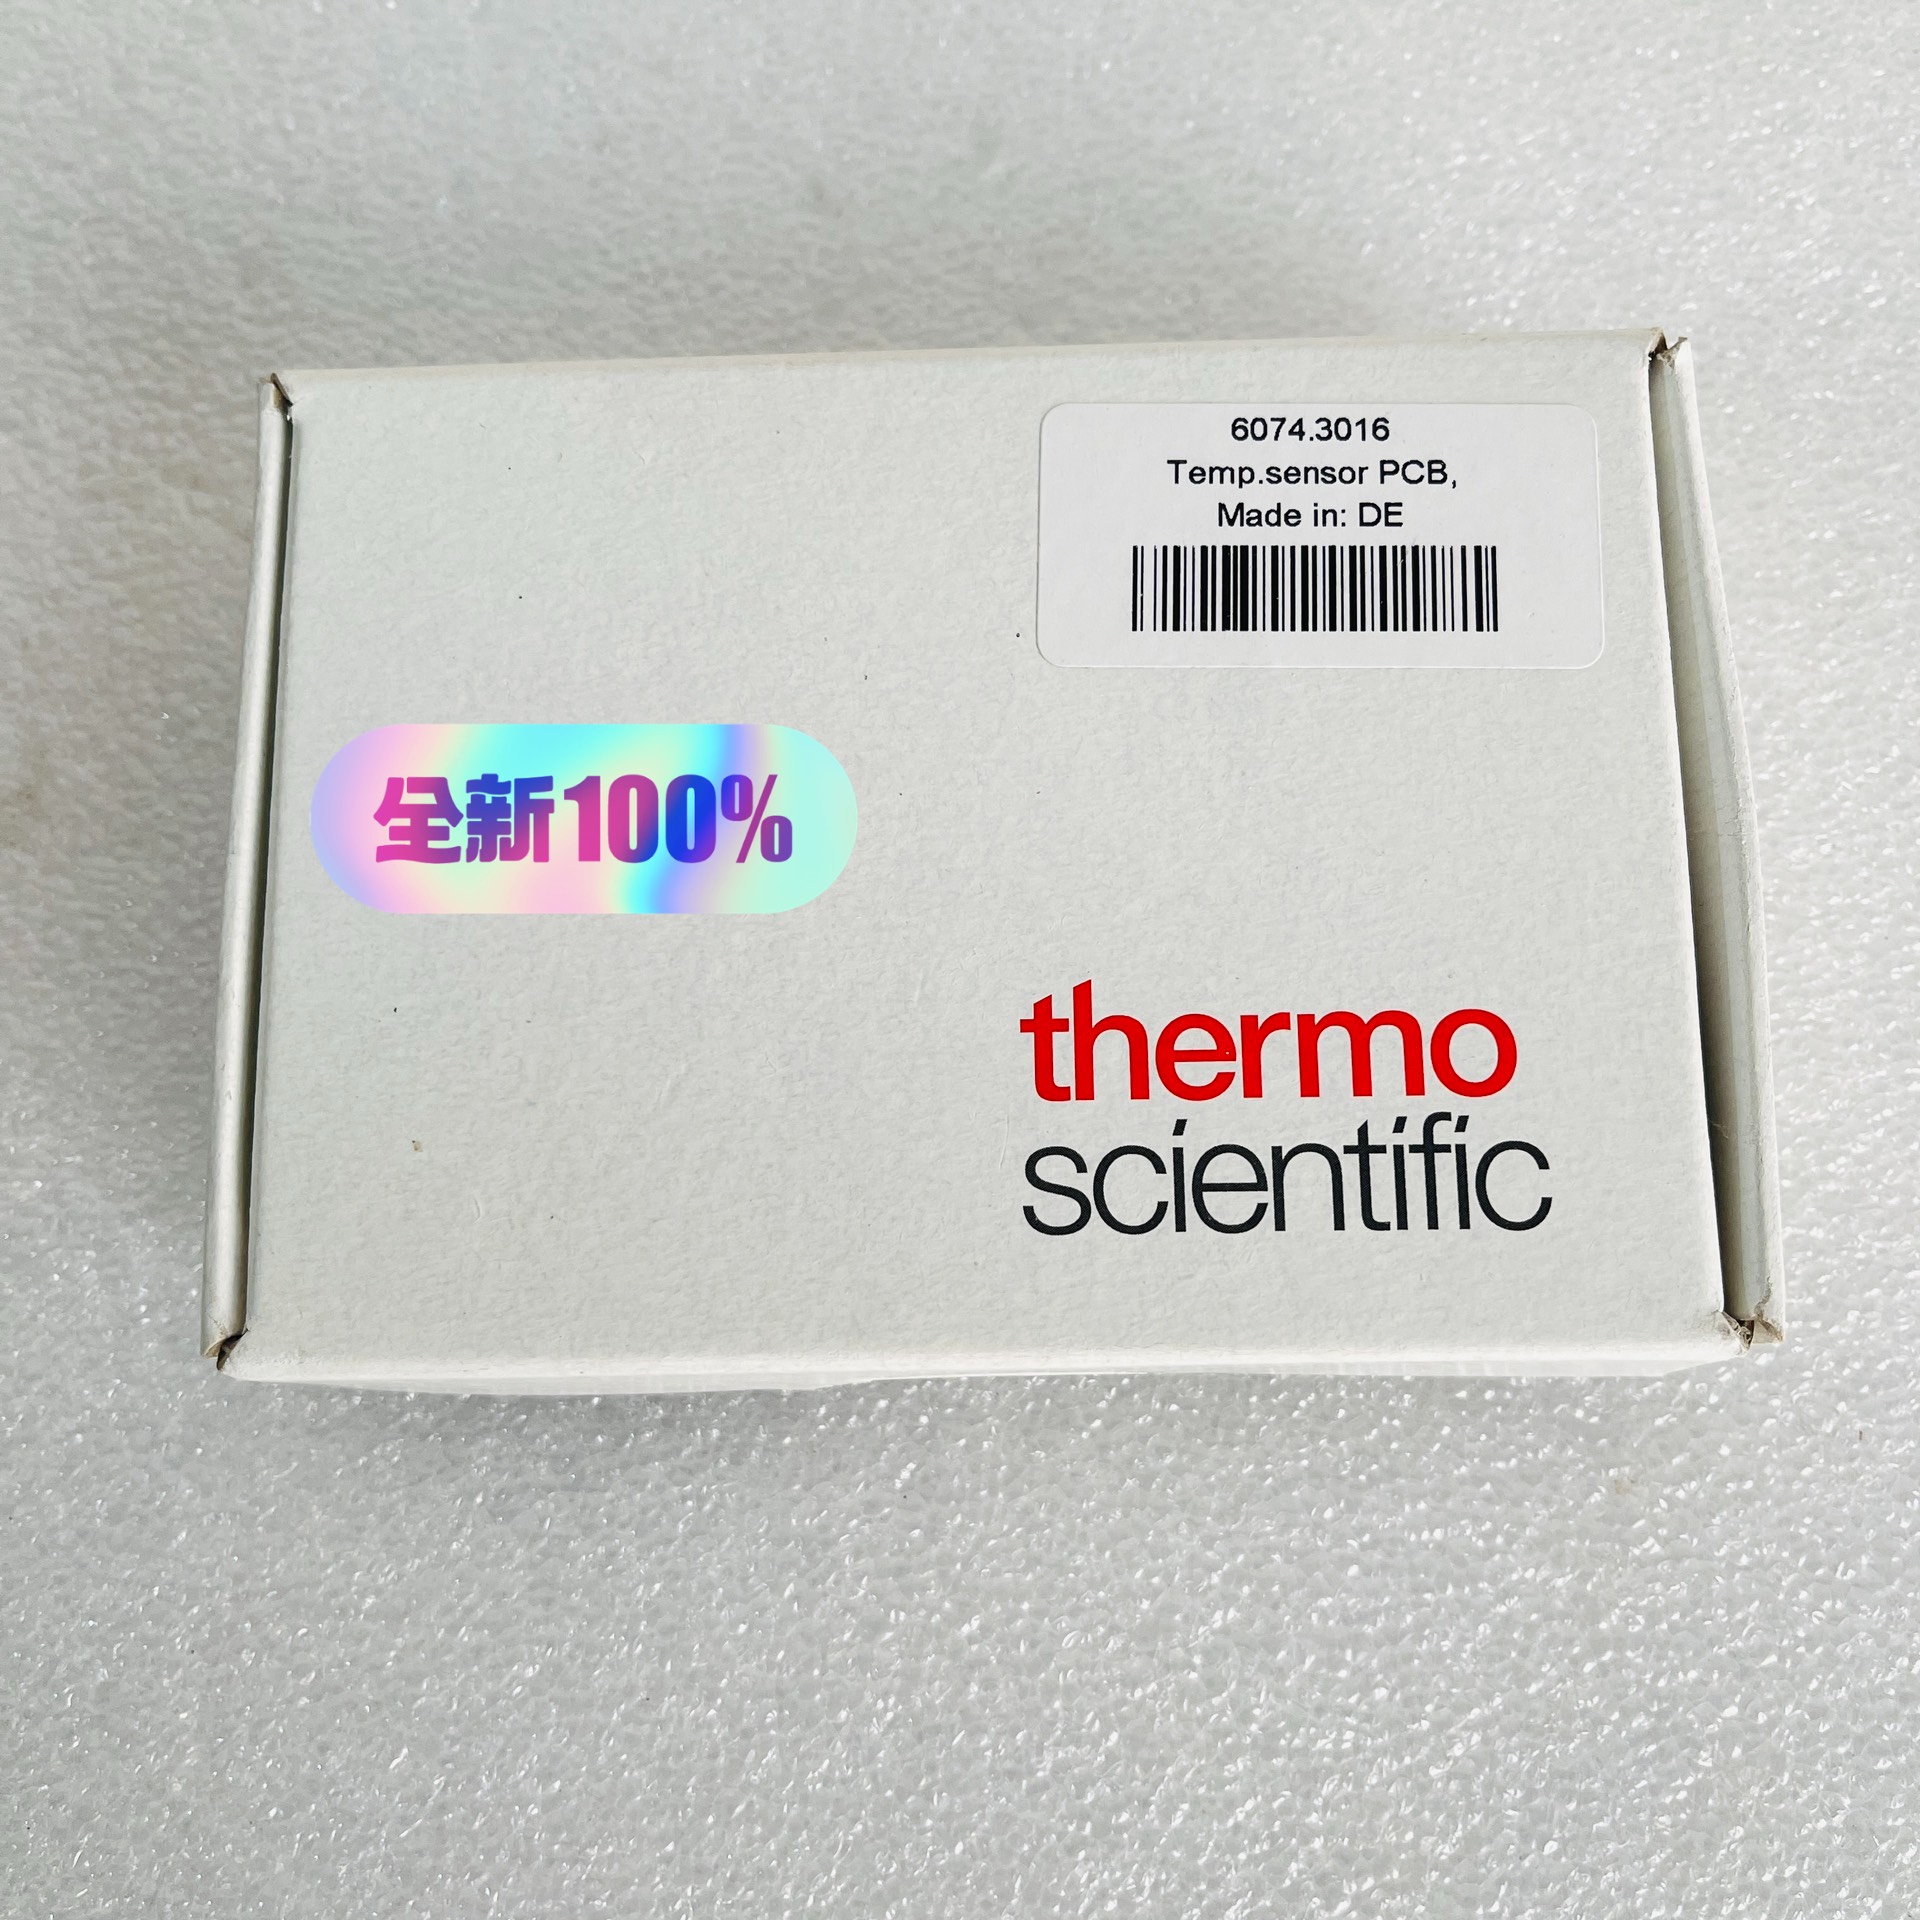 6074.3016
Temp.sensor PCB,
Made in: DE
全新100%
thermo
scientific